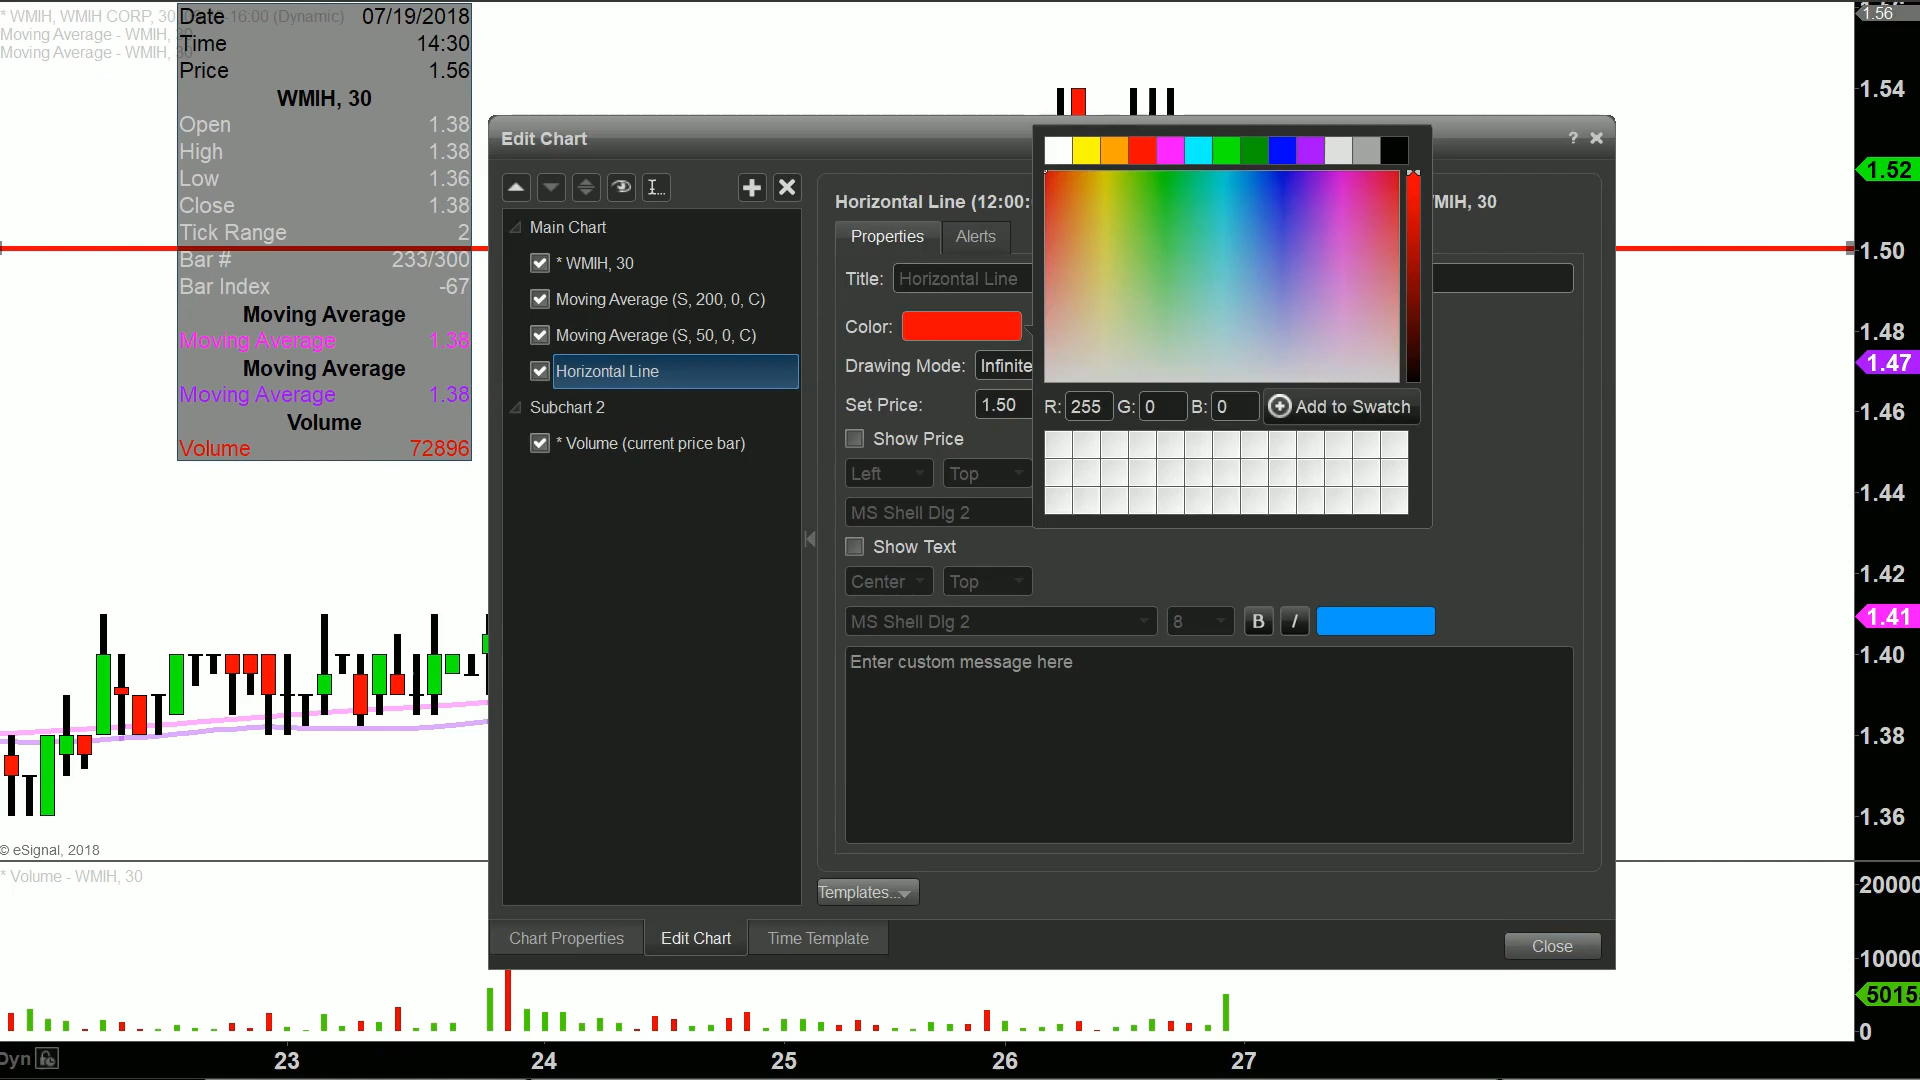 * WMIH, WMIH CORP, 30 -16:00 (Dynamic)
Moving Average - WMIH,
Moving Average - WMIH,
Date 07/19/2018
Time 14:30
Price 1.56
WMIH, 30
Open 1.38
High 1.38
Low 1.36
Close 1.38
Tick Range 2
Bar # 233/300
Bar Index -67
Moving Average
Moving Average 1.38
Moving Average
Moving Average 1.38
Volume
Volume 72896
Edit Chart
?
Main Chart
* WMIH, 30
Moving Average (S, 200, 0, C)
Moving Average (S, 50, 0, C)
Horizontal Line
Subchart 2
* Volume (current price bar)
Horizontal Line (12:00: MIH, 30
Properties
Alerts
Title: Horizontal Line
Color:
Drawing Mode: Infinite
Set Price: 1.50
R: 255 G: 0 B: 0 Add to Swatch
Show Price
Left Top
MS Shell Dlg 2
Show Text
Center Top
MS Shell Dlg 2 8 B I
Enter custom message here
Templates...
Chart Properties
Edit Chart
Time Template
Close
1.56
1.54
1.52
1.50
1.48
1.47
1.46
1.44
1.42
1.41
1.40
1.38
1.36
© eSignal, 2018
* Volume - WMIH, 30
20000
10000
5015
0
Dyn
23 24 25 26 27